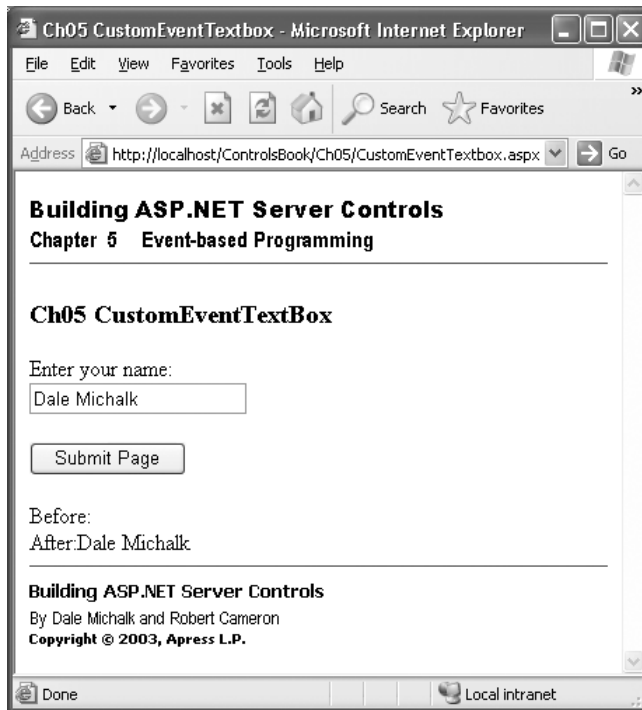 Ch05 CustomEventTextbox - Microsoft Internet Explorer
File Edit View Favorites Tools Help
Back Search Favorites »
Address http://localhost/ControlsBook/Ch05/CustomEventTextbox.aspx Go
Building ASP.NET Server Controls
Chapter 5 Event-based Programming
Ch05 CustomEventTextBox
Enter your name:
Dale Michalk
Submit Page
Before:
After:Dale Michalk
Building ASP.NET Server Controls
By Dale Michalk and Robert Cameron
Copyright © 2003, Apress L.P.
Done Local intranet